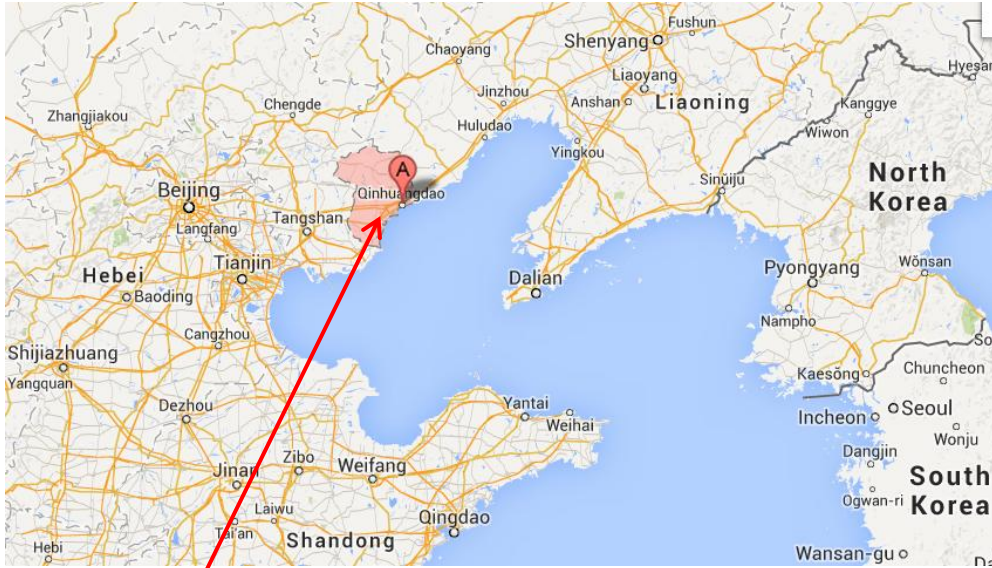 Fushun
Shenyang
Chaoyang
Liaoyang
Hyesan
Jinzhou
Anshan
Liaoning
Chengde
Kanggye
Zhangjiakou
Huludao
Wiwon
Yingkou
A
North
Korea
Sinŭiju
Beijing
Qinhuangdao
Tangshan
Langfang
Wŏnsan
Tianjin
Pyongyang
Hebei
Dalian
Baoding
Nampho
Cangzhou
So
Shijiazhuang
Chuncheon
Kaesŏng
Yangquan
Yantai
Dezhou
Incheon
Seoul
Weihai
Wonju
Zibo
Dangjin
Weifang
Jinan
South
Korea
Ogwan-ri
Laiwu
Qingdao
Tai'an
Shandong
Hebi
Wansan-gu
Da